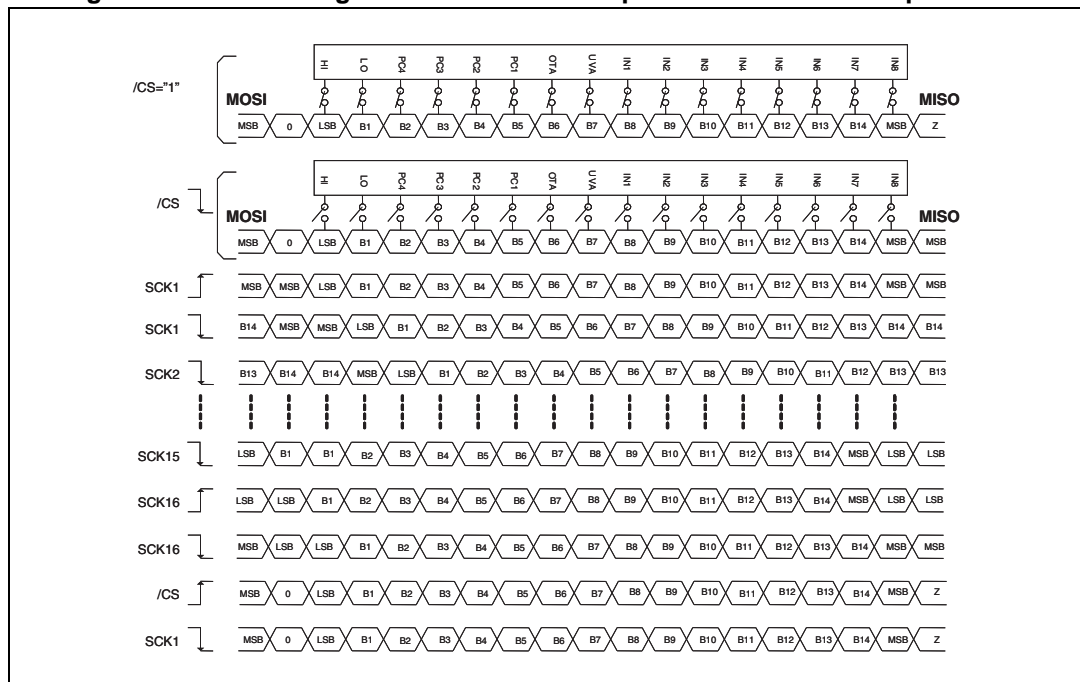 HI LO PC4 PC3 PC2 PC1 OTA UVA IN1 IN2 IN3 IN4 IN5 IN6 IN7 IN8
/CS="1"
MOSI MISO
MSB 0 LSB B1 B2 B3 B4 B5 B6 B7 B8 B9 B10 B11 B12 B13 B14 MSB Z
HI LO PC4 PC3 PC2 PC1 OTA UVA IN1 IN2 IN3 IN4 IN5 IN6 IN7 IN8
/CS
MOSI MISO
MSB 0 LSB B1 B2 B3 B4 B5 B6 B7 B8 B9 B10 B11 B12 B13 B14 MSB MSB
SCK1 MSB MSB LSB B1 B2 B3 B4 B5 B6 B7 B8 B9 B10 B11 B12 B13 B14 MSB MSB
SCK1 B14 MSB MSB LSB B1 B2 B3 B4 B5 B6 B7 B8 B9 B10 B11 B12 B13 B14 B14
SCK2 B13 B14 B14 MSB LSB B1 B2 B3 B4 B5 B6 B7 B8 B9 B10 B11 B12 B13 B13
SCK15 LSB B1 B1 B2 B3 B4 B5 B6 B7 B8 B9 B10 B11 B12 B13 B14 MSB LSB LSB
SCK16 LSB LSB B1 B2 B3 B4 B5 B6 B7 B8 B9 B10 B11 B12 B13 B14 MSB LSB LSB
SCK16 MSB LSB LSB B1 B2 B3 B4 B5 B6 B7 B8 B9 B10 B11 B12 B13 B14 MSB MSB
/CS MSB 0 LSB B1 B2 B3 B4 B5 B6 B7 B8 B9 B10 B11 B12 B13 B14 MSB Z
SCK1 MSB 0 LSB B1 B2 B3 B4 B5 B6 B7 B8 B9 B10 B11 B12 B13 B14 MSB Z